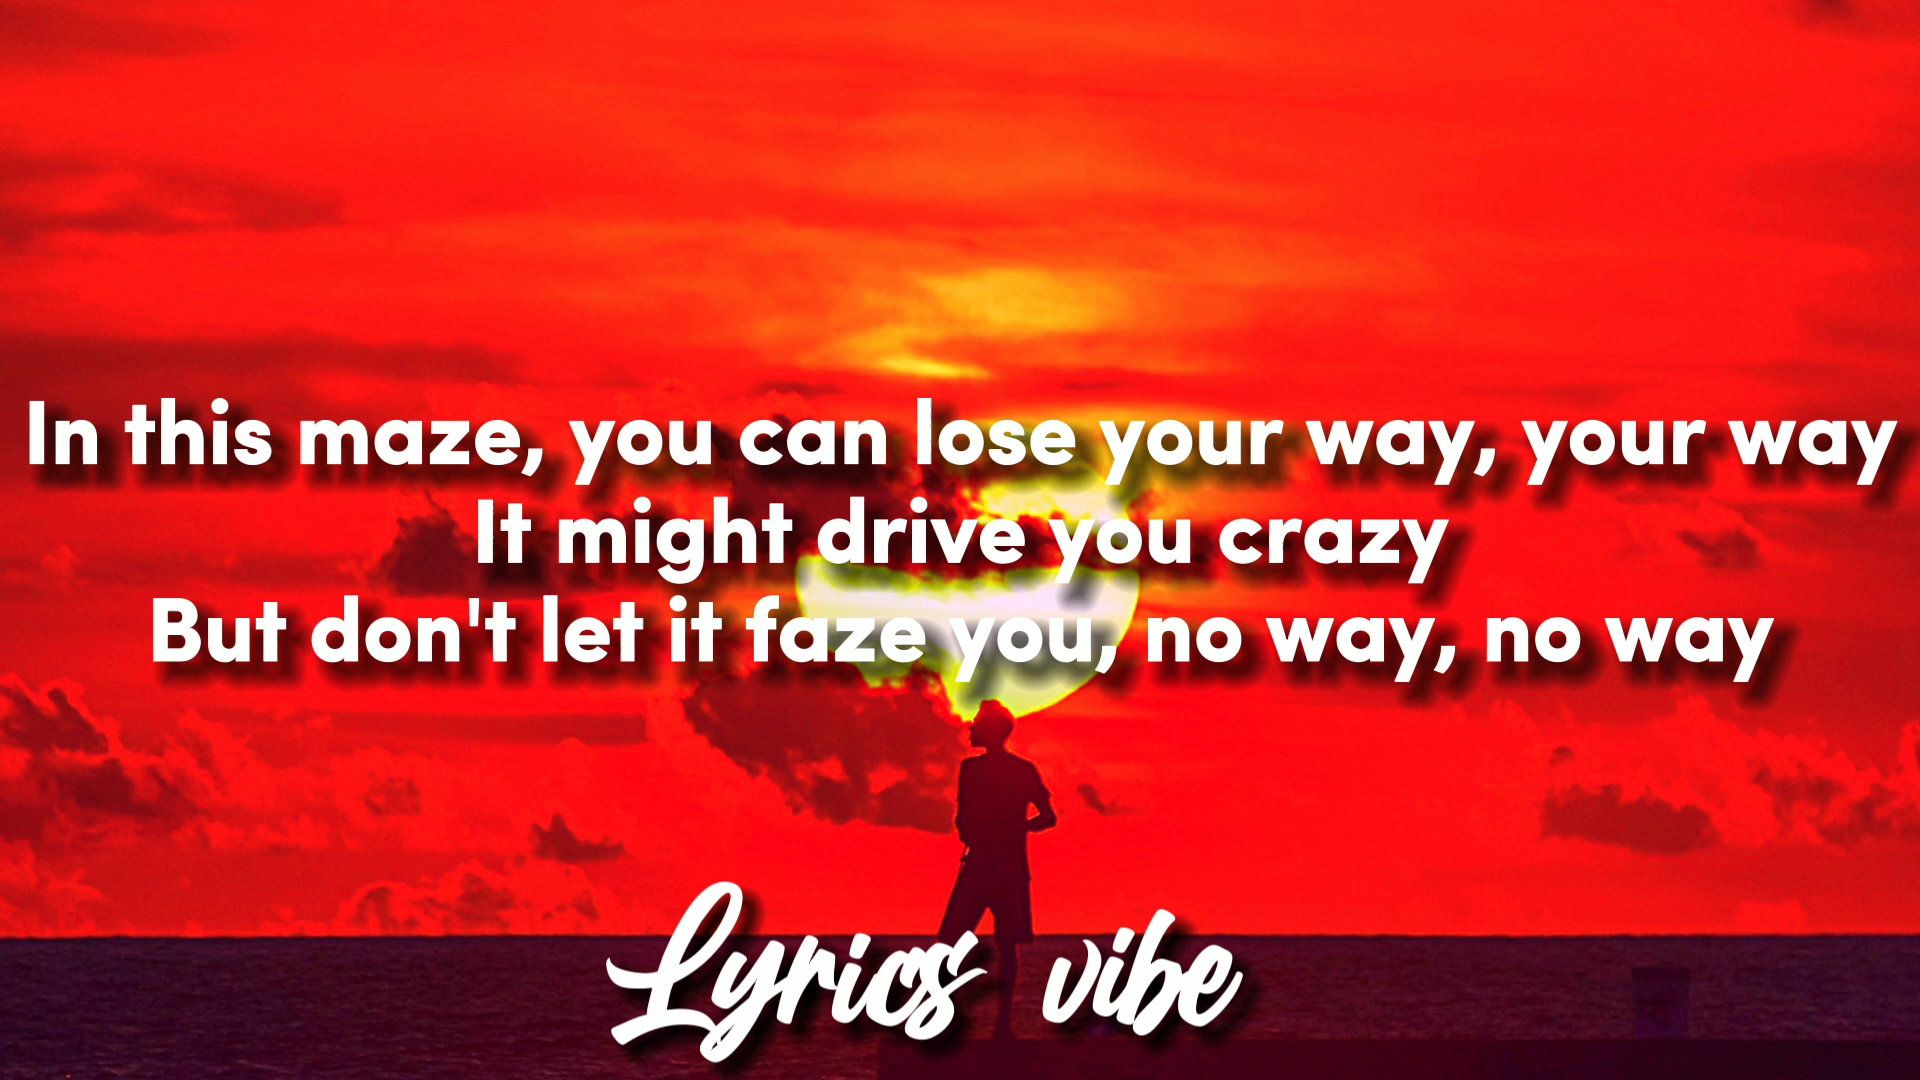 In this maze, you can lose your way, your way
It might drive you crazy
But don't let it faze you, no way, no way
Lyrics vibe